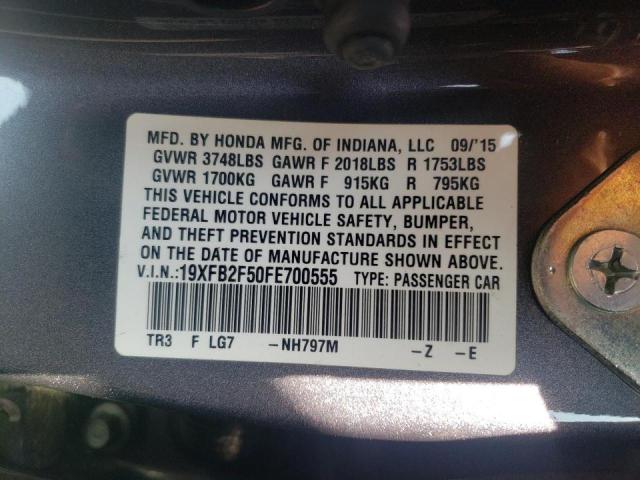 MFD. BY HONDA MFG. OF INDIANA, LLC 09/'15
GVWR 3748LBS GAWR F 2018LBS R 1753LBS
GVWR 1700KG GAWR F 915KG R 795KG
THIS VEHICLE CONFORMS TO ALL APPLICABLE
FEDERAL MOTOR VEHICLE SAFETY, BUMPER,
AND THEFT PREVENTION STANDARDS IN EFFECT
ON THE DATE OF MANUFACTURE SHOWN ABOVE.
V.I.N.:19XFB2F50FE700555 TYPE: PASSENGER CAR
TR3 F LG7 -NH797M -Z -E